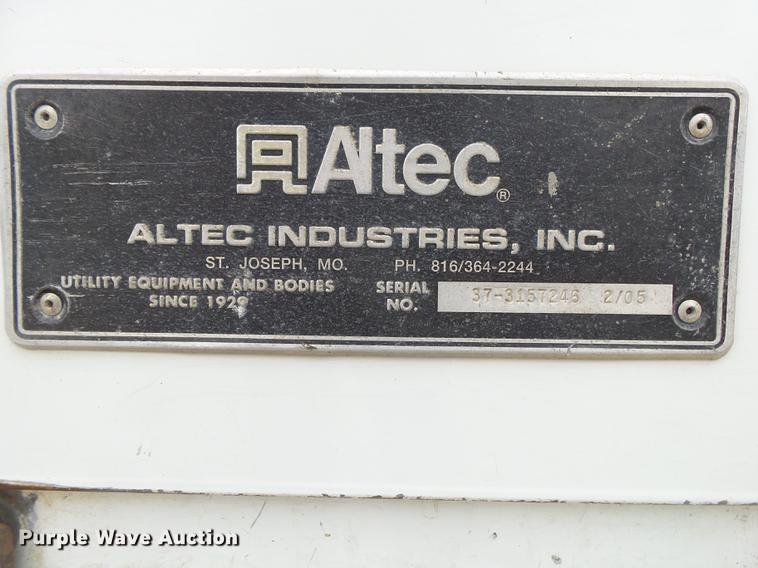 Altec®
ALTEC INDUSTRIES, INC.
ST. JOSEPH, MO. PH. 816/364-2244
UTILITY EQUIPMENT AND BODIES
SINCE 1929
SERIAL
NO. 37-3157246 2/05
Purple Wave Auction